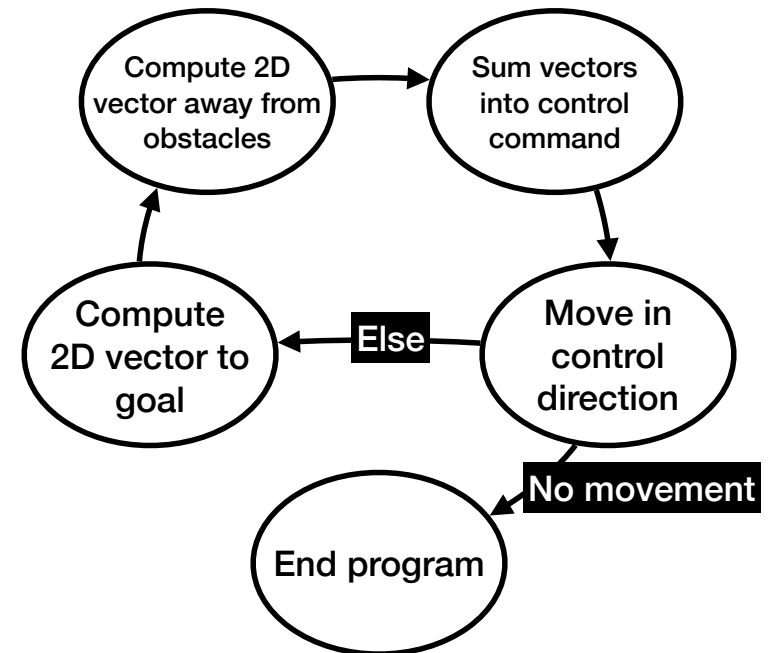 Compute 2D
vector away from
obstacles
Sum vectors
into control
command
Compute
2D vector to
goal
Else
Move in
control
direction
No movement
End program